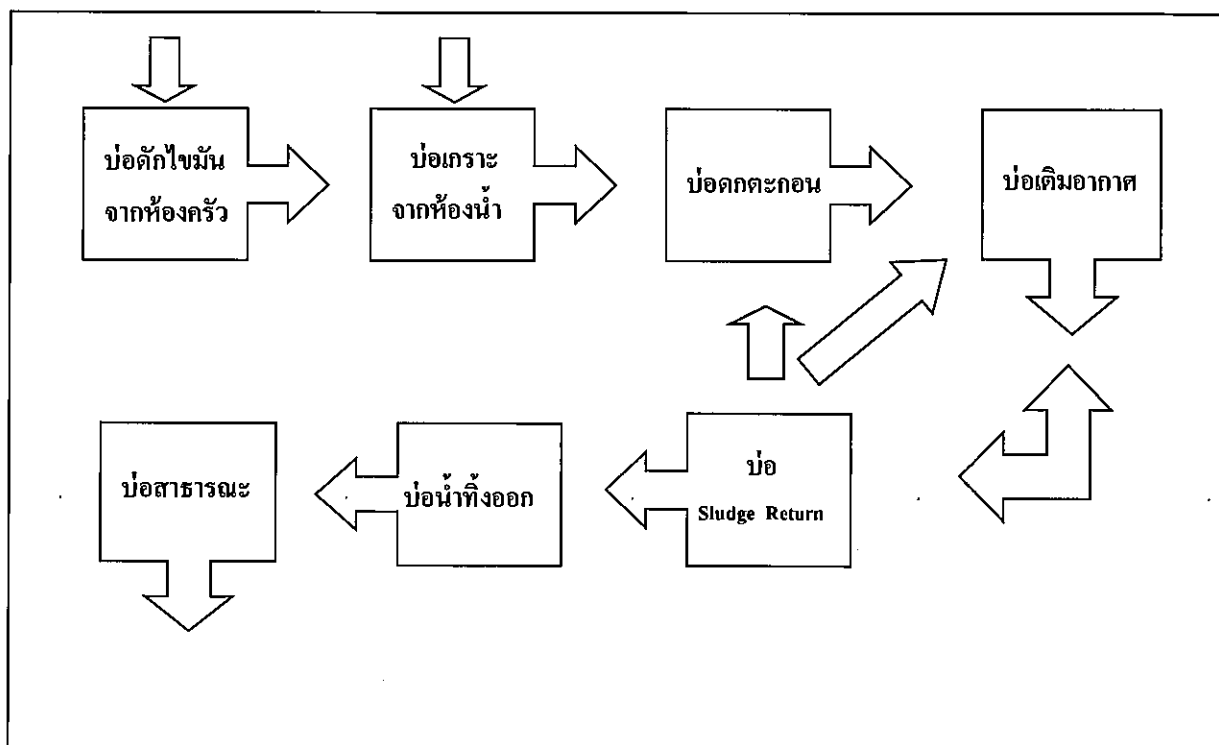 บ่อดักไขมัน
จากห้องครัว
บ่อเกราะ
จากห้องน้ำ
บ่อตกตะกอน
บ่อเติมอากาศ
บ่อสาธารณะ
บ่อน้ำทิ้งออก
บ่อ
Sludge Return